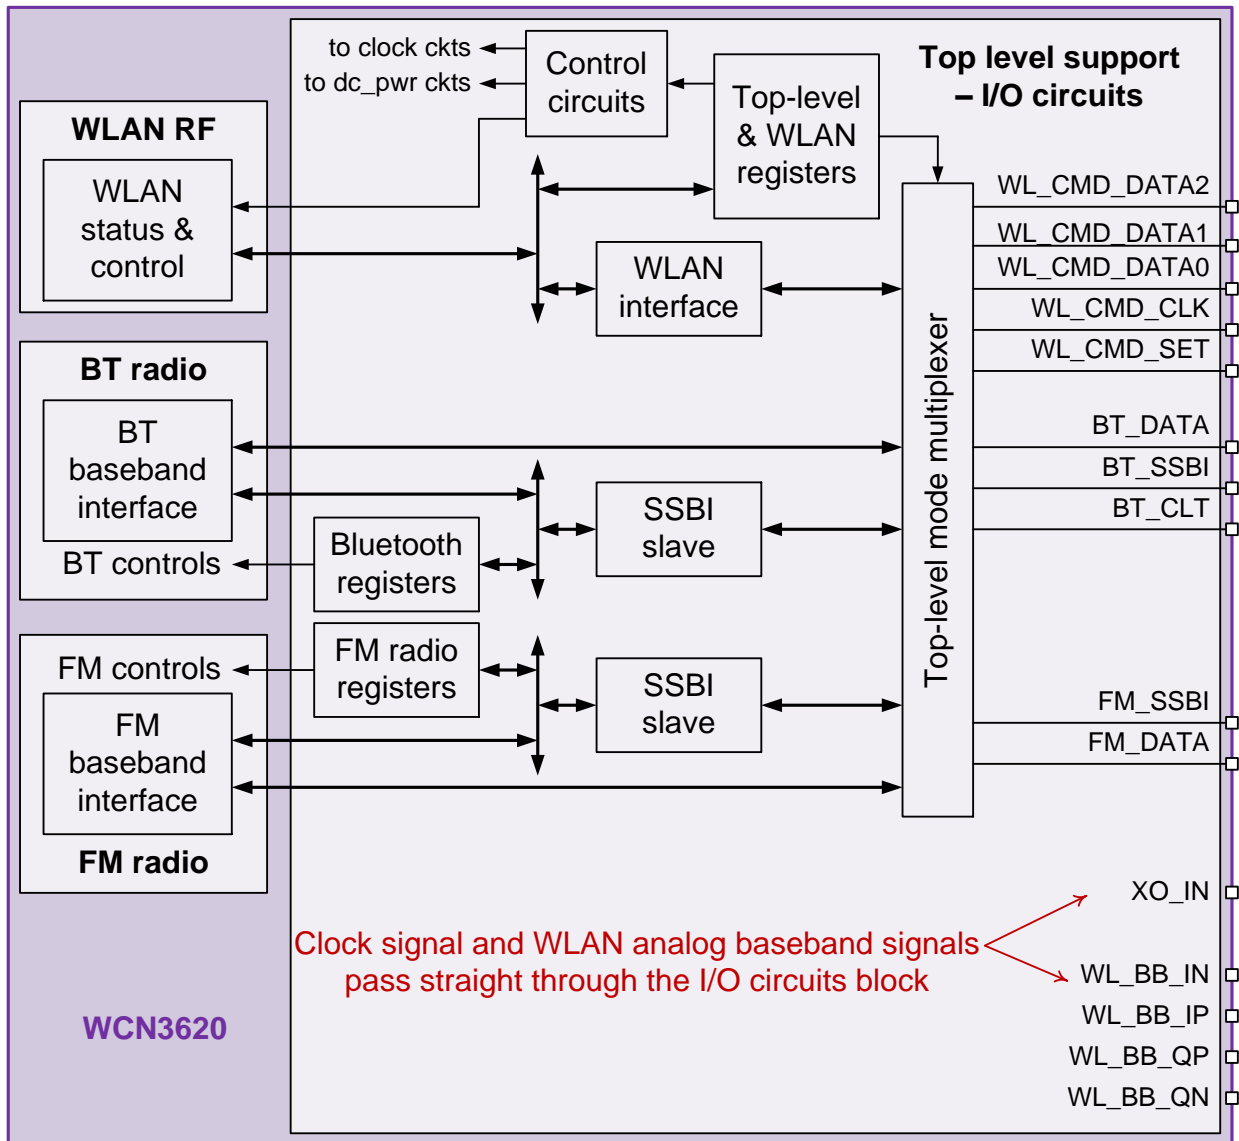 to clock ckts
to dc_pwr ckts
Control
circuits
Top-level
& WLAN
registers
Top level support
– I/O circuits
WLAN RF
WLAN
status &
control
WLAN
interface
Top-level mode multiplexer
WL_CMD_DATA2
WL_CMD_DATA1
WL_CMD_DATA0
WL_CMD_CLK
WL_CMD_SET
BT radio
BT
baseband
interface
BT controls
Bluetooth
registers
SSBI
slave
BT_DATA
BT_SSBI
BT_CLT
FM controls
FM
baseband
interface
FM radio
FM radio
registers
SSBI
slave
FM_SSBI
FM_DATA
XO_IN
Clock signal and WLAN analog baseband signals
pass straight through the I/O circuits block
WL_BB_IN
WL_BB_IP
WL_BB_QP
WL_BB_QN
WCN3620